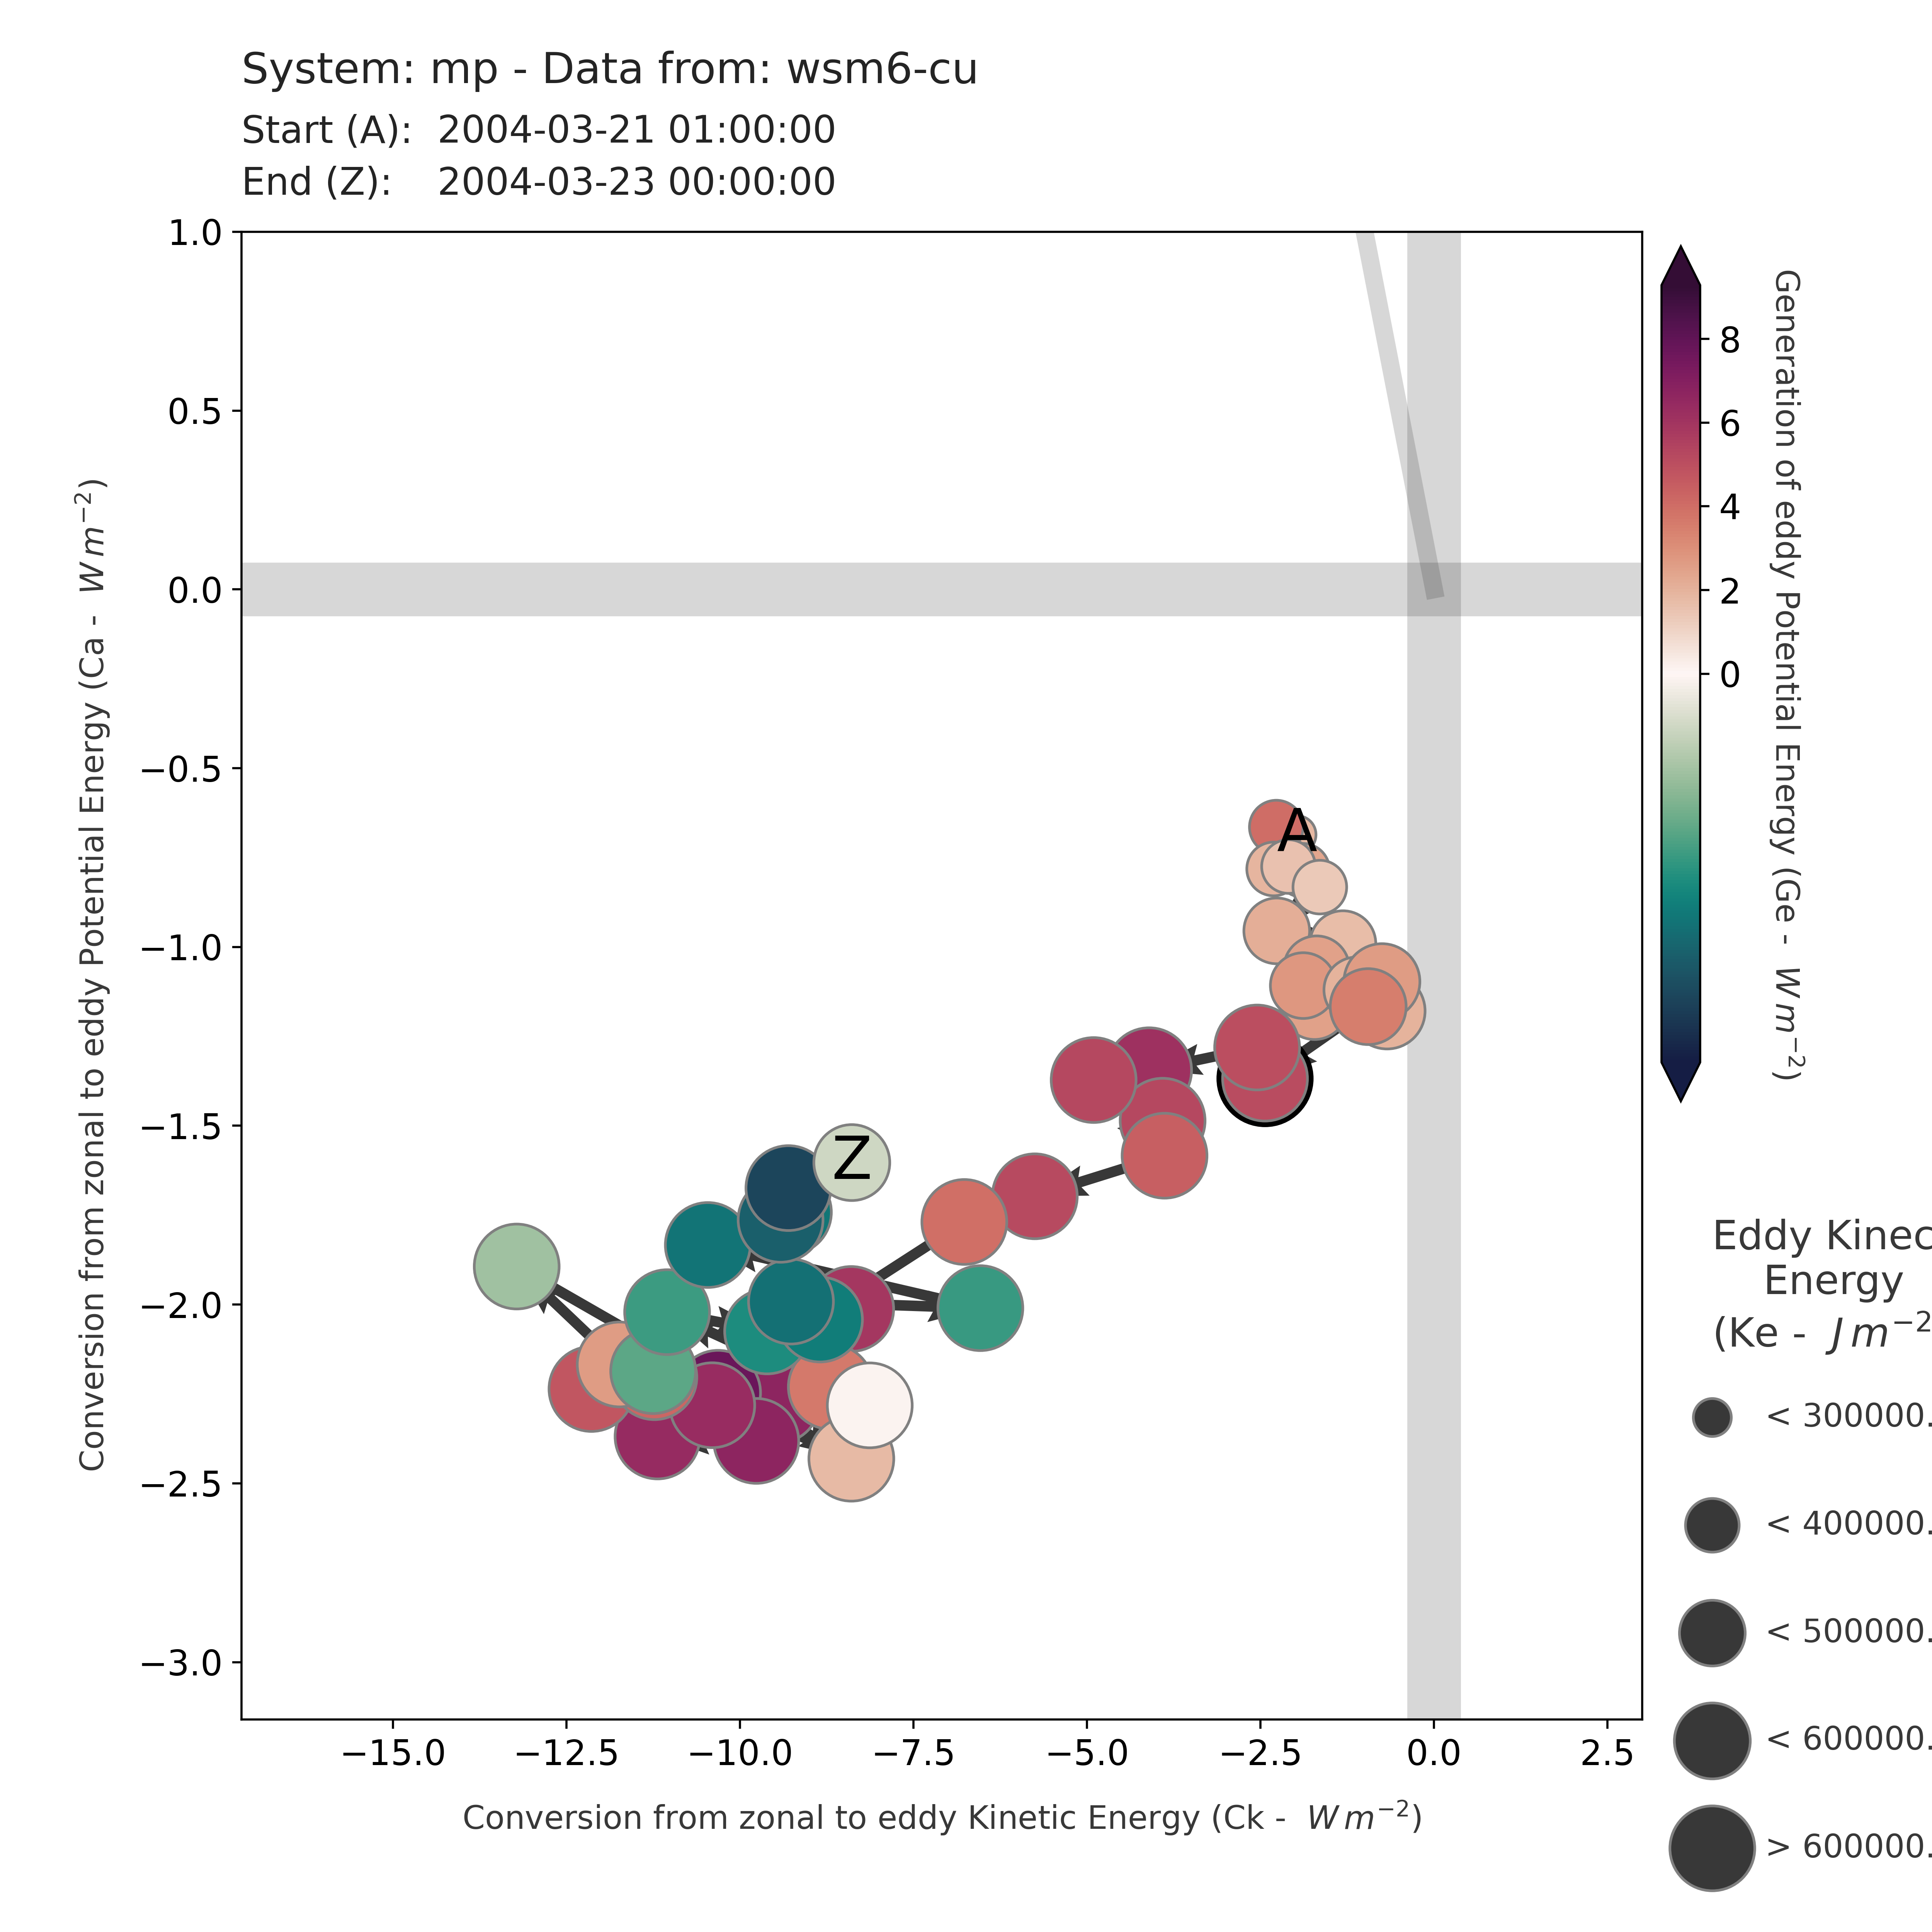 System: mp - Data from: wsm6-cu
Start (A): 2004-03-21 01:00:00
End (Z): 2004-03-23 00:00:00
1.0
0.5
0.0
−0.5
−1.0
−1.5
−2.0
−2.5
−3.0
Conversion from zonal to eddy Potential Energy (Ca - W m⁻²)
A
Z
−15.0
−12.5
−10.0
−7.5
−5.0
−2.5
0.0
2.5
Conversion from zonal to eddy Kinetic Energy (Ck - W m⁻²)
8
6
4
2
0
Generation of eddy Potential Energy (Ge - W m⁻²)
Eddy Kinec
Energy
(Ke - J m⁻²
< 300000.
< 400000.
< 500000.
< 600000.
> 600000.